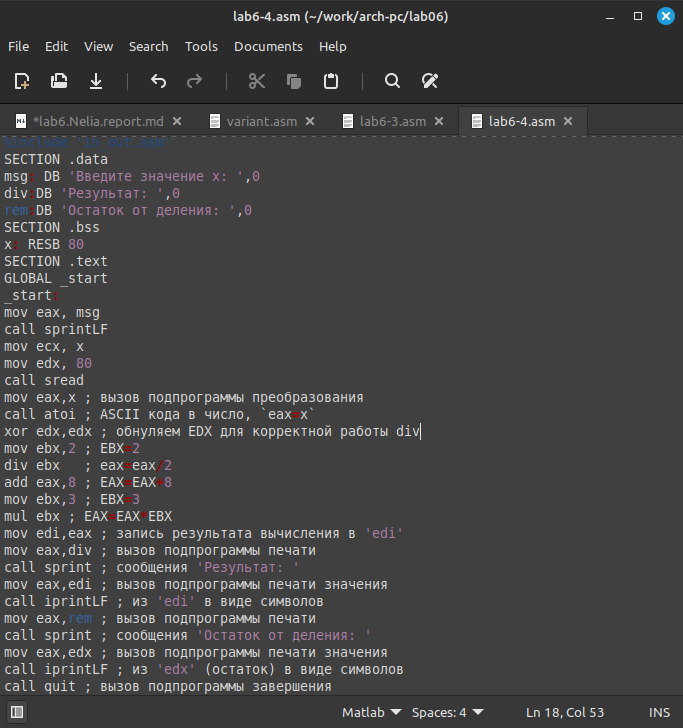 lab6-4.asm (~/work/arch-pc/lab06)
File Edit View Search Tools Documents Help
*lab6.Nelia.report.md variant.asm lab6-3.asm lab6-4.asm
%include 'in_out.asm'
SECTION .data
msg: DB 'Введите значение x: ',0
div:DB 'Результат: ',0
rem:DB 'Остаток от деления: ',0
SECTION .bss
x: RESB 80
SECTION .text
GLOBAL _start
_start:
mov eax, msg
call sprintLF
mov ecx, x
mov edx, 80
call sread
mov eax,x ; вызов подпрограммы преобразования
call atoi ; ASCII кода в число, `eax=x`
xor edx,edx ; обнуляем EDX для корректной работы div
mov ebx,2 ; EBX=2
div ebx   ; eax=eax/2
add eax,8 ; EAX=EAX+8
mov ebx,3 ; EBX=3
mul ebx ; EAX=EAX*EBX
mov edi,eax ; запись результата вычисления в 'edi'
mov eax,div ; вызов подпрограммы печати
call sprint ; сообщения 'Результат: '
mov eax,edi ; вызов подпрограммы печати значения
call iprintLF ; из 'edi' в виде символов
mov eax,rem ; вызов подпрограммы печати
call sprint ; сообщения 'Остаток от деления: '
mov eax,edx ; вызов подпрограммы печати значения
call iprintLF ; из 'edx' (остаток) в виде символов
call quit ; вызов подпрограммы завершения
Matlab Spaces: 4 Ln 18, Col 53 INS